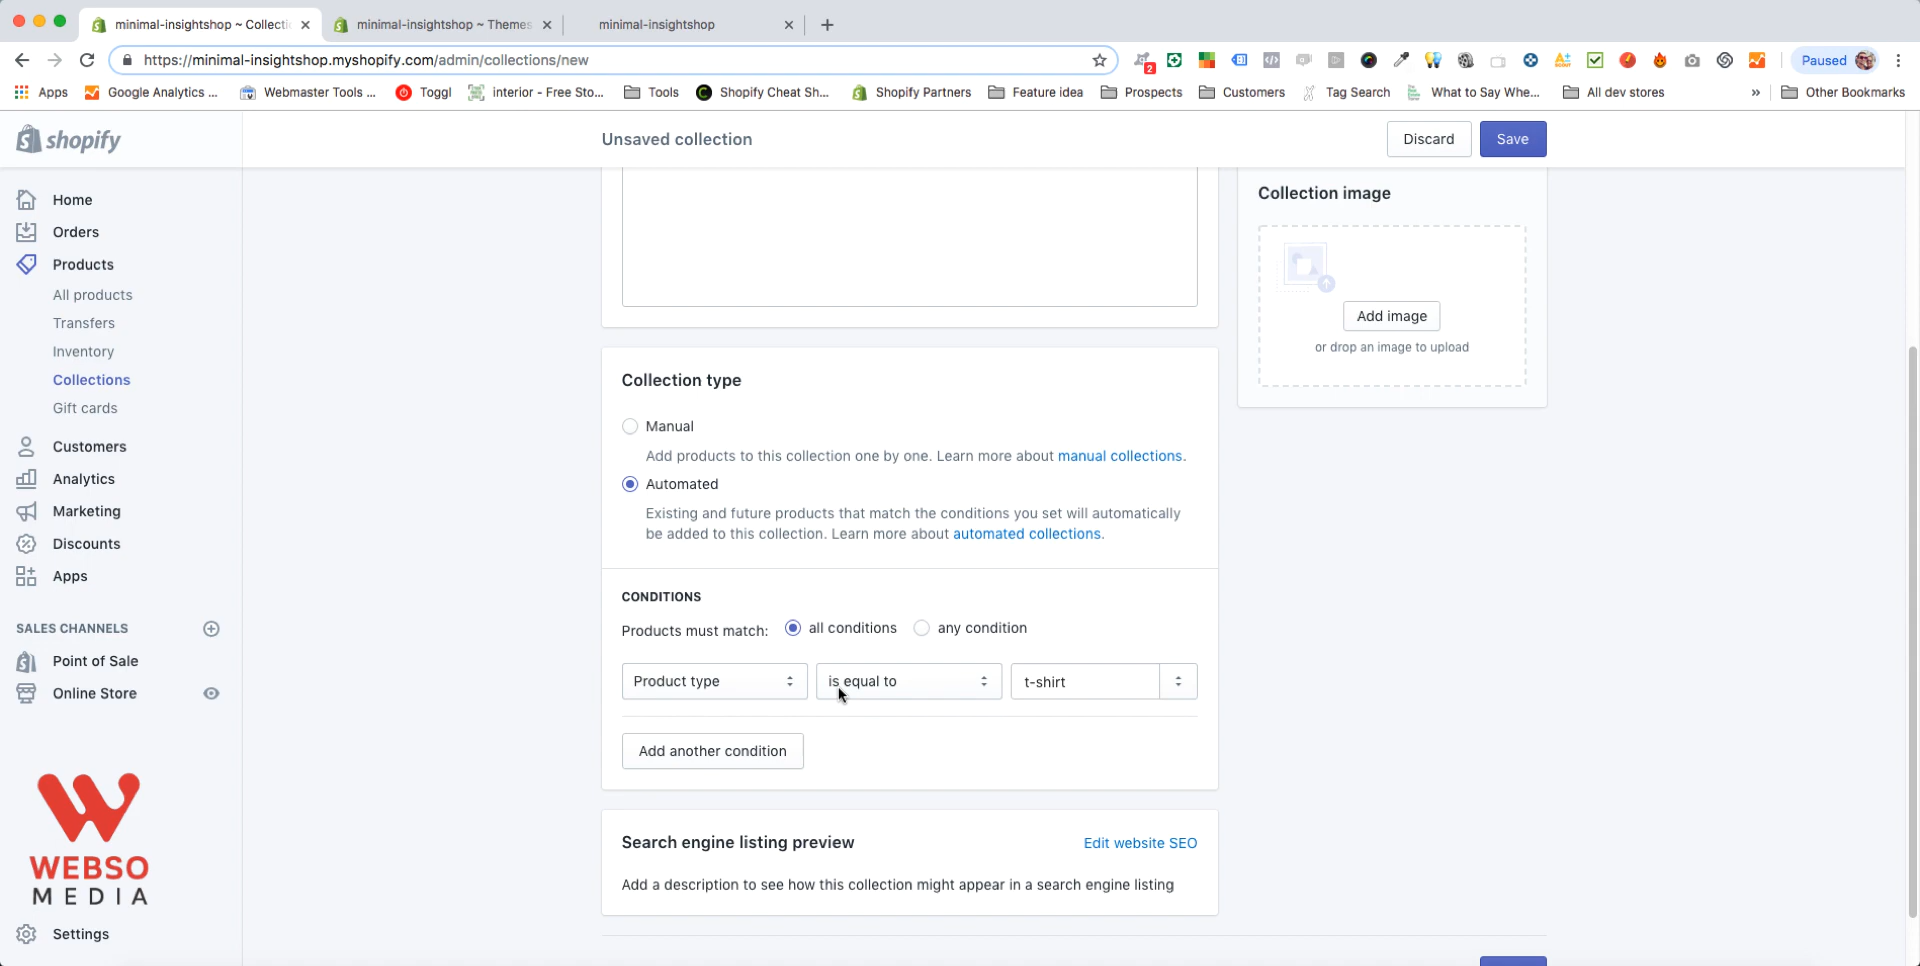 minimal-insightshop ~ Collecti
minimal-insightshop ~ Themes
minimal-insightshop
https://minimal-insightshop.myshopify.com/admin/collections/new
2
Paused
Apps
Google Analytics ...
Webmaster Tools ...
Toggl
interior - Free Sto...
Tools
Shopify Cheat Sh...
Shopify Partners
Feature idea
Prospects
Customers
Tag Search
What to Say Whe...
All dev stores
»
Other Bookmarks
shopify
Unsaved collection
Discard
Save
Home
Orders
Products
All products
Transfers
Inventory
Collections
Gift cards
Customers
Analytics
Marketing
Discounts
Apps
SALES CHANNELS
Point of Sale
Online Store
WEBSO
MEDIA
Settings
Collection type
Manual
Add products to this collection one by one. Learn more about manual collections.
Automated
Existing and future products that match the conditions you set will automatically
be added to this collection. Learn more about automated collections.
CONDITIONS
Products must match:
all conditions
any condition
Product type
is equal to
t-shirt
Add another condition
Search engine listing preview
Edit website SEO
Add a description to see how this collection might appear in a search engine listing
Collection image
Add image
or drop an image to upload